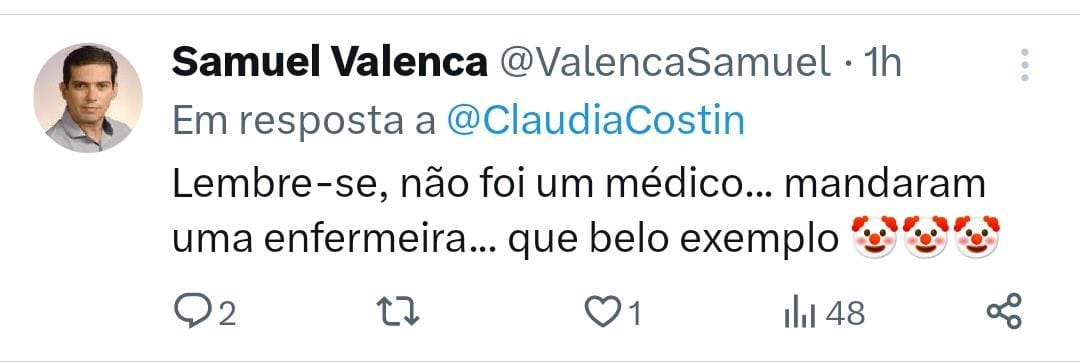 Samuel Valenca @ValencaSamuel · 1h
Em resposta a @ClaudiaCostin
Lembre-se, não foi um médico... mandaram
uma enfermeira... que belo exemplo 🤡🤡🤡
2 1 48